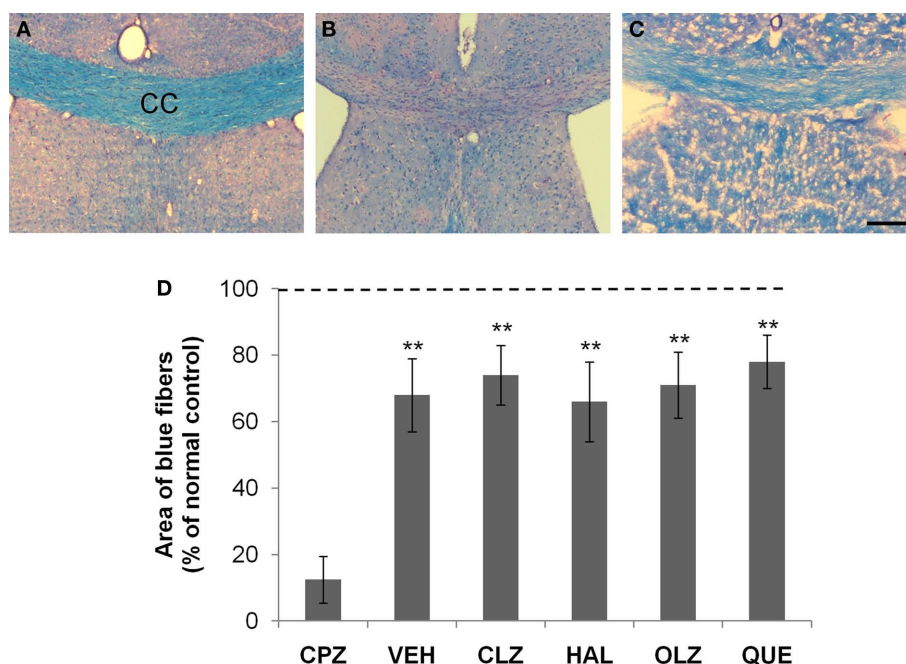 A
B
C
CC
D
Area of blue fibers
(% of normal control)
100
80
60
40
20
0
**
**
**
**
**
CPZ VEH CLZ HAL OLZ QUE